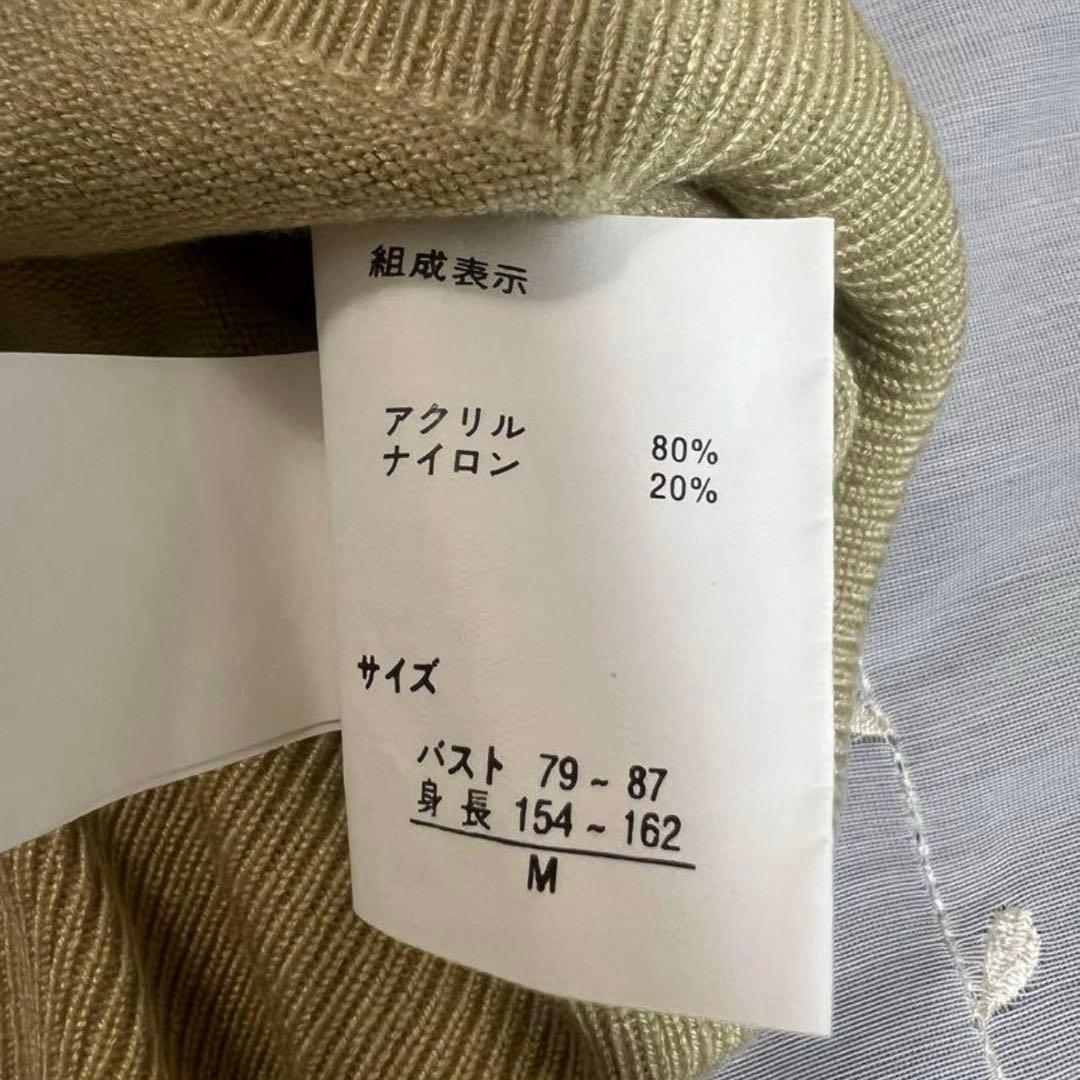 組成表示
アクリル 80%
ナイロン 20%
サイズ
バスト 79~87
身長 154~162
M